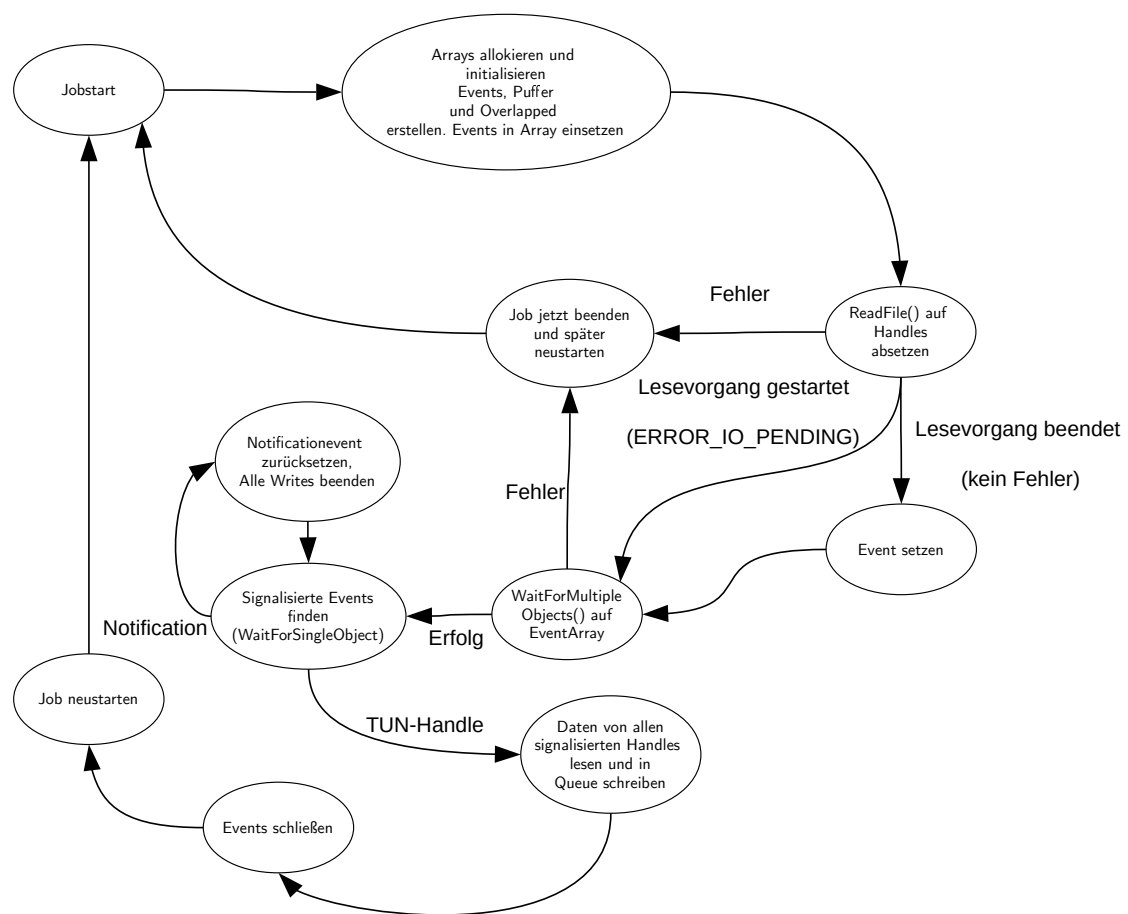 Jobstart
Arrays allokieren und
initialisieren
Events, Puffer
und Overlapped
erstellen. Events in Array einsetzen
Fehler
Job jetzt beenden
und später
neustarten
ReadFile() auf
Handles
absetzen
Lesevorgang gestartet
(ERROR_IO_PENDING)
Lesevorgang beendet
(kein Fehler)
Notificationevent
zurücksetzen,
Alle Writes beenden
Fehler
Event setzen
Signalisierte Events
finden
(WaitForSingleObject)
WaitForMultiple
Objects() auf
EventArray
Notification
Erfolg
Job neustarten
TUN-Handle
Daten von allen
signalisierten Handles
lesen und in
Queue schreiben
Events schließen